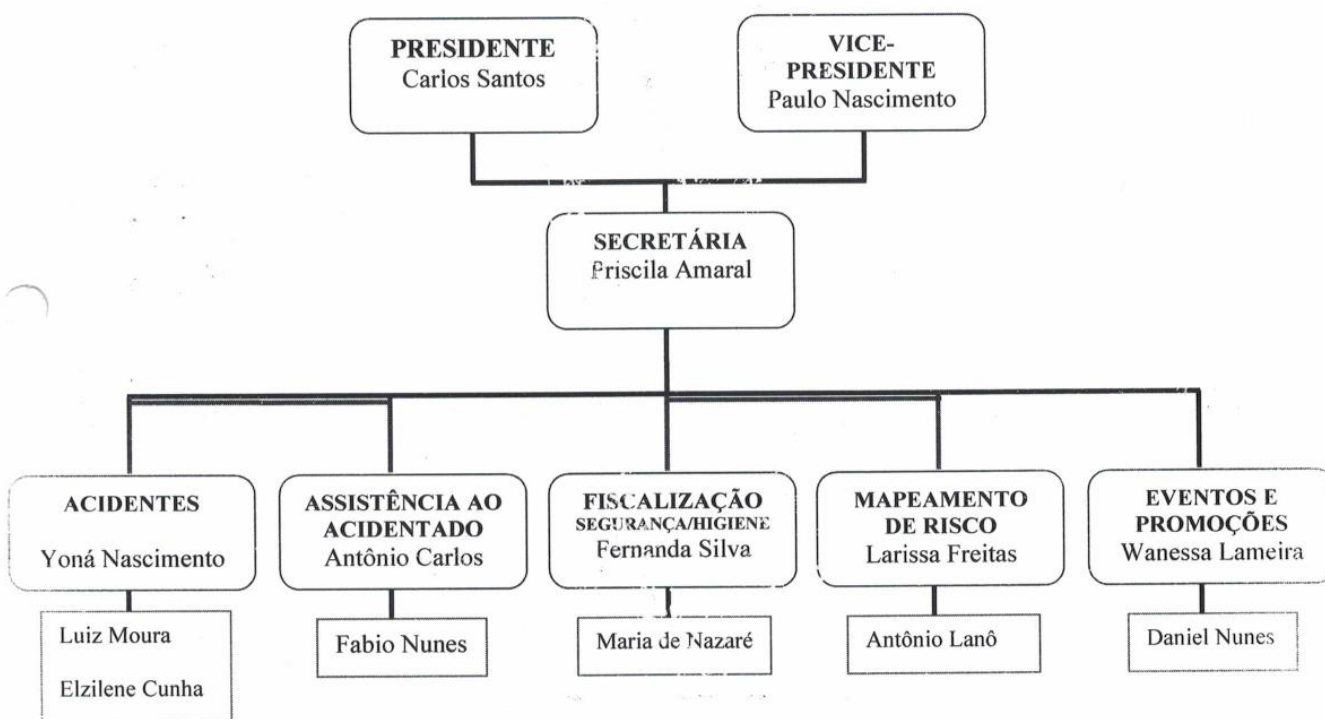 PRESIDENTE
Carlos Santos
VICE-
PRESIDENTE
Paulo Nascimento
SECRETÁRIA
Priscila Amaral
ACIDENTES
Yoná Nascimento
Luiz Moura
Elzilene Cunha
ASSISTÊNCIA AO
ACIDENTADO
Antônio Carlos
Fabio Nunes
FISCALIZAÇÃO
SEGURANÇA/HIGIENE
Fernanda Silva
Maria de Nazaré
MAPEAMENTO
DE RISCO
Larissa Freitas
Antônio Lanô
EVENTOS E
PROMOÇÕES
Wanessa Lameira
Daniel Nunes